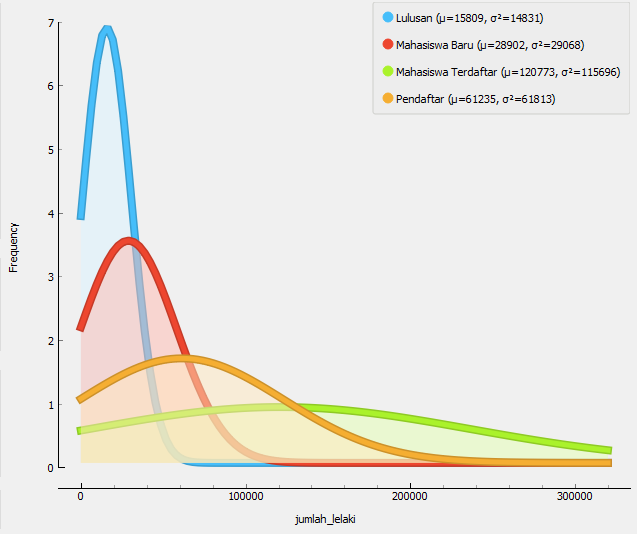 Lulusan (μ=15809, σ²=14831)
Mahasiswa Baru (μ=28902, σ²=29068)
Mahasiswa Terdaftar (μ=120773, σ²=115696)
Pendaftar (μ=61235, σ²=61813)
7
6
5
4
3
2
1
0
Frequency
0 100000 200000 300000
jumlah_lelaki